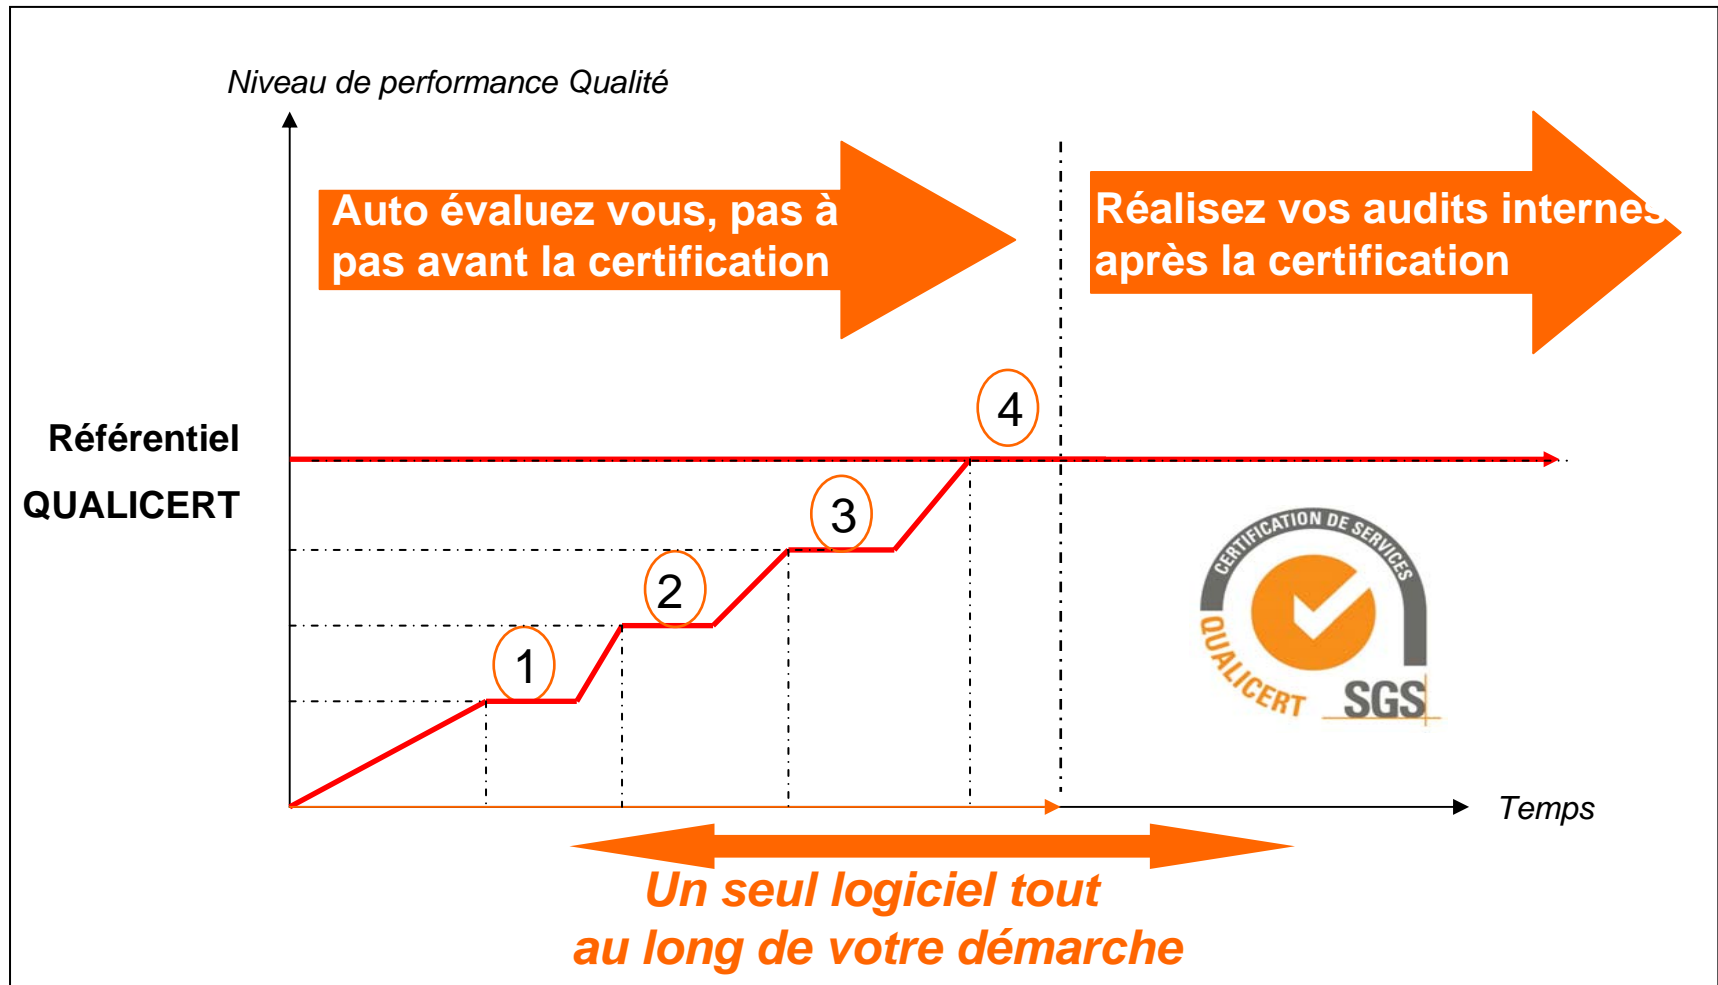 Niveau de performance Qualité
Auto évaluez vous, pas à
pas avant la certification
Réalisez vos audits internes
après la certification
4
Référentiel
QUALICERT
3
2
1
CERTIFICATION DE SERVICES
QUALICERT
SGS
Temps
Un seul logiciel tout
au long de votre démarche